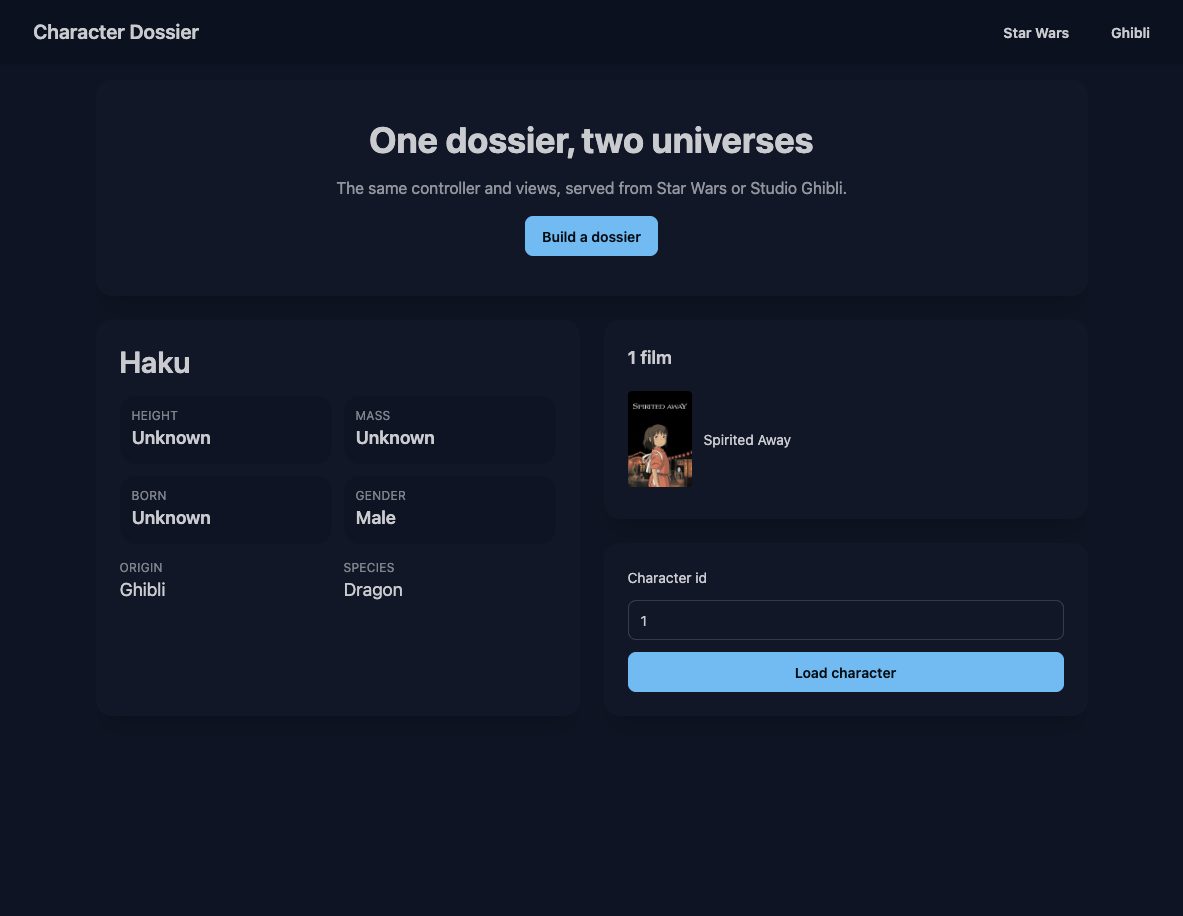 Character Dossier
Star Wars
Ghibli
One dossier, two universes
The same controller and views, served from Star Wars or Studio Ghibli.
Build a dossier
Haku
HEIGHT
Unknown
MASS
Unknown
BORN
Unknown
GENDER
Male
ORIGIN
Ghibli
SPECIES
Dragon
1 film
SPIRITED AWAY
Spirited Away
Character id
1
Load character